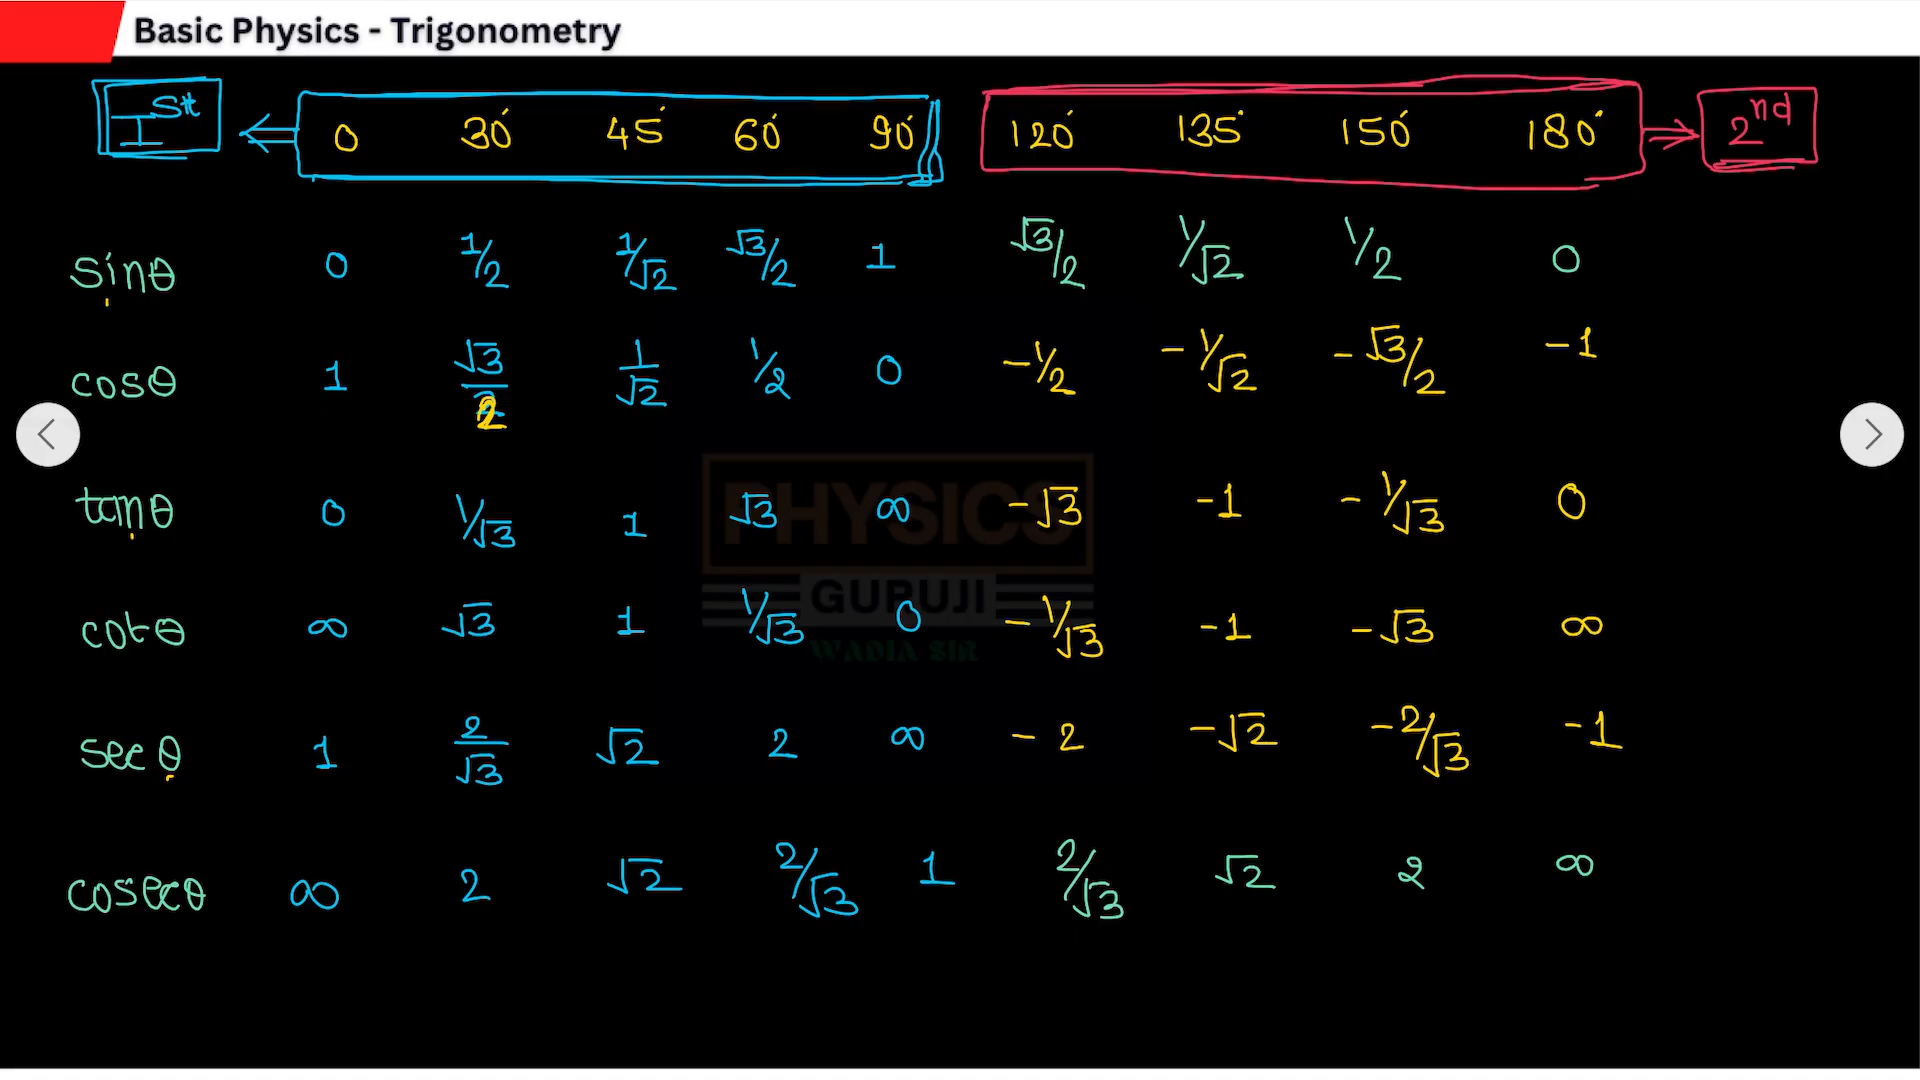 Basic Physics - Trigonometry
Iˢᵗ 0 30° 45° 60° 90° 120° 135° 150° 180° 2ⁿᵈ
sinθ 0 1/2 1/√2 √3/2 1 √3/2 1/√2 1/2 0
cosθ 1 √3/2 1/√2 1/2 0 -1/2 -1/√2 -√3/2 -1
tanθ 0 1/√3 1 √3 ∞ -√3 -1 -1/√3 0
cotθ ∞ √3 1 1/√3 0 -1/√3 -1 -√3 ∞
secθ 1 2/√3 √2 2 ∞ -2 -√2 -2/√3 -1
cosecθ ∞ 2 √2 2/√3 1 2/√3 √2 2 ∞
PHYSICS
GURUJI
WADIA SIR